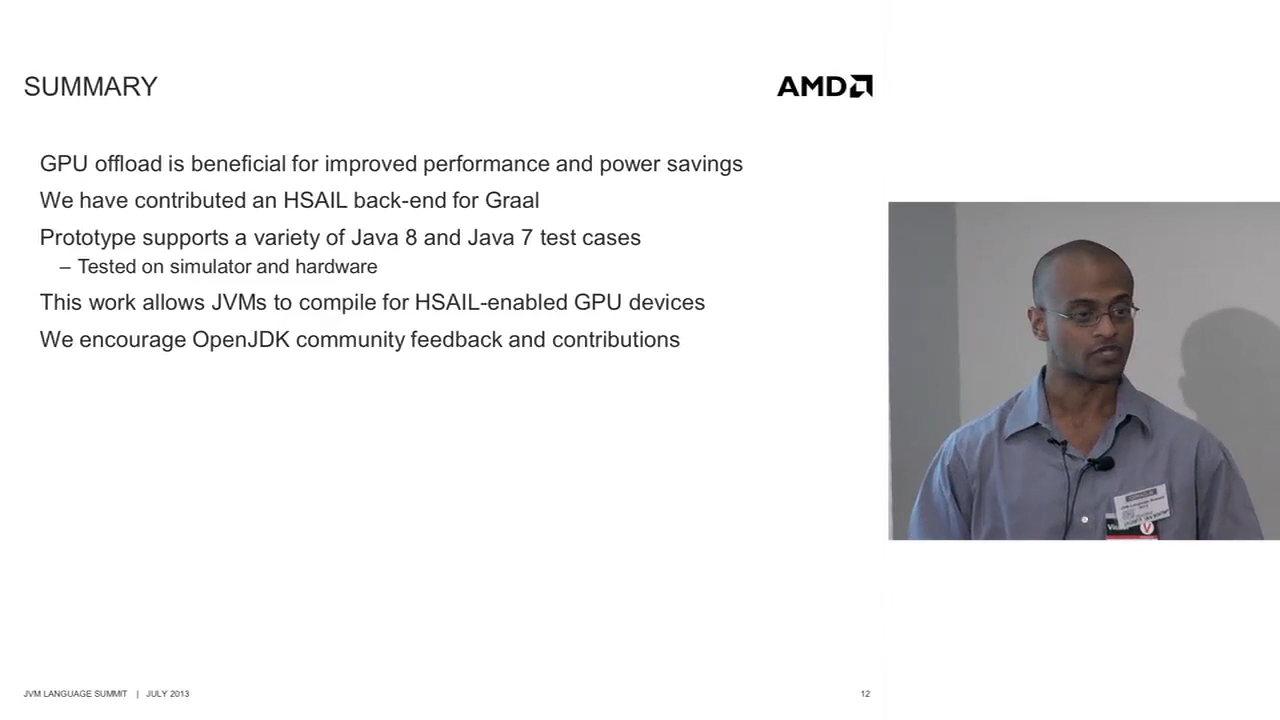 SUMMARY
AMD
GPU offload is beneficial for improved performance and power savings
We have contributed an HSAIL back-end for Graal
Prototype supports a variety of Java 8 and Java 7 test cases
– Tested on simulator and hardware
This work allows JVMs to compile for HSAIL-enabled GPU devices
We encourage OpenJDK community feedback and contributions
JVM LANGUAGE SUMMIT | JULY 2013
12